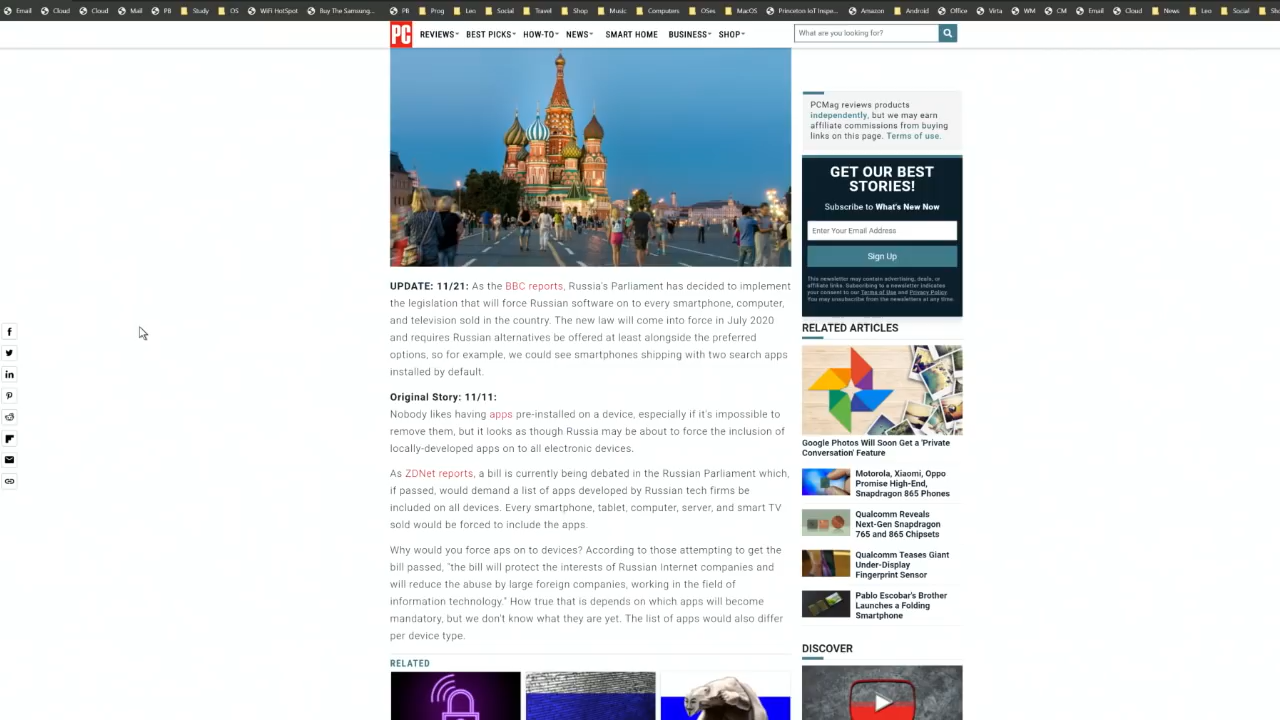 Email Cloud Cloud Mail PB Study OS WiFi HotSpot Buy The Samsung... PB Prog Leo Social Travel Shop Music Computers OSes MacOS Princeton IoT Inspe... Amazon Android Office Virta WM CM Email Cloud News Leo Social Sho
PC REVIEWS BEST PICKS HOW-TO NEWS SMART HOME BUSINESS SHOP What are you looking for?
UPDATE: 11/21: As the BBC reports, Russia's Parliament has decided to implement
the legislation that will force Russian software on to every smartphone, computer,
and television sold in the country. The new law will come into force in July 2020
and requires Russian alternatives be offered at least alongside the preferred
options, so for example, we could see smartphones shipping with two search apps
installed by default.
Original Story: 11/11:
Nobody likes having apps pre-installed on a device, especially if it's impossible to
remove them, but it looks as though Russia may be about to force the inclusion of
locally-developed apps on to all electronic devices.
As ZDNet reports, a bill is currently being debated in the Russian Parliament which,
if passed, would demand a list of apps developed by Russian tech firms be
included on all devices. Every smartphone, tablet, computer, server, and smart TV
sold would be forced to include the apps.
Why would you force aps on to devices? According to those attempting to get the
bill passed, "the bill will protect the interests of Russian Internet companies and
will reduce the abuse by large foreign companies, working in the field of
information technology." How true that is depends on which apps will become
mandatory, but we don't know what they are yet. The list of apps would also differ
per device type.
RELATED
PCMag reviews products
independently, but we may earn
affiliate commissions from buying
links on this page. Terms of use.
GET OUR BEST
STORIES!
Subscribe to What's New Now
Enter Your Email Address
Sign Up
This newsletter may contain advertising, deals, or
affiliate links. Subscribing to a newsletter indicates
your consent to our Terms of Use and Privacy Policy.
You may unsubscribe from the newsletters at any time.
RELATED ARTICLES
Google Photos Will Soon Get a 'Private
Conversation' Feature
Motorola, Xiaomi, Oppo
Promise High-End,
Snapdragon 865 Phones
Qualcomm Reveals
Next-Gen Snapdragon
765 and 865 Chipsets
Qualcomm Teases Giant
Under-Display
Fingerprint Sensor
Pablo Escobar's Brother
Launches a Folding
Smartphone
DISCOVER